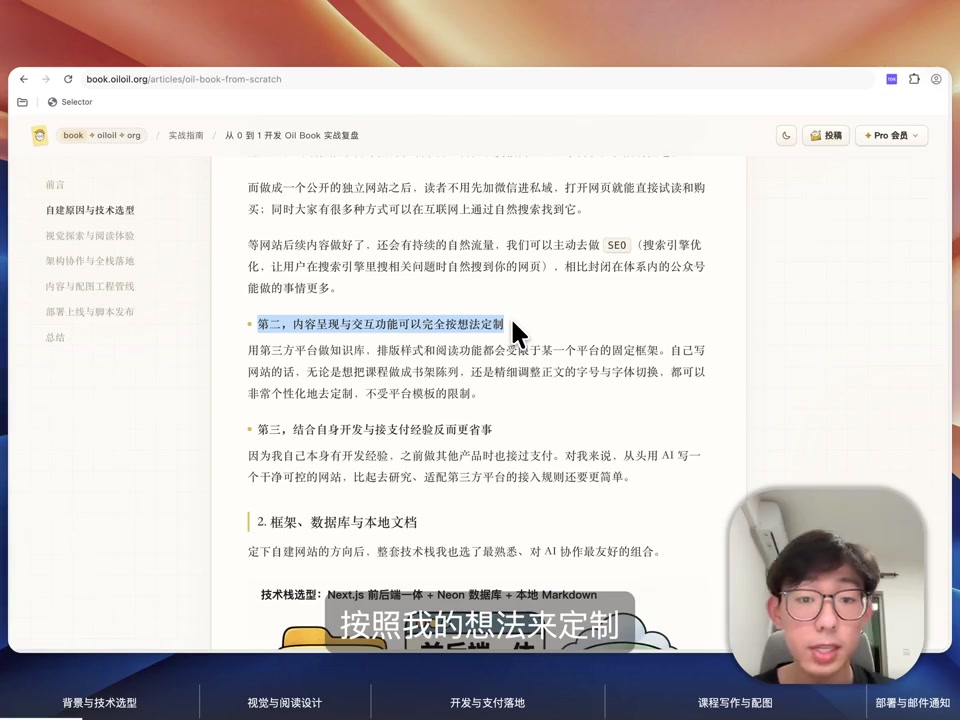 book.oiloil.org/articles/oil-book-from-scratch
Selector
book ✦ oiloil ✦ org / 实战指南 / 从 0 到 1 开发 Oil Book 实战复盘
投稿
Pro 会员
前言
自建原因与技术选型
视觉探索与阅读体验
架构协作与全栈落地
内容与配图工程管线
部署上线与脚本发布
总结
而做成一个公开的独立网站之后，读者不用先加微信进私域，打开网页就能直接试读和购
买；同时大家有很多种方式可以在互联网上通过自然搜索找到它。
等网站后续内容做好了，还会有持续的自然流量，我们可以主动去做 SEO （搜索引擎优
化，让用户在搜索引擎里搜相关问题时自然搜到你的网页），相比封闭在体系内的公众号
能做的事情更多。
第二，内容呈现与交互功能可以完全按想法定制
用第三方平台做知识库，排版样式和阅读功能都会受限于某一个平台的固定框架。自己写
网站的话，无论是想把课程做成书架陈列，还是精细调整正文的字号与字体切换，都可以
非常个性化地去定制，不受平台模板的限制。
第三，结合自身开发与接支付经验反而更省事
因为我自己本身有开发经验，之前做其他产品时也接过支付。对我来说，从头用 AI 写一
个干净可控的网站，比起去研究、适配第三方平台的接入规则还要更简单。
2. 框架、数据库与本地文档
定下自建网站的方向后，整套技术栈我也选了最熟悉、对 AI 协作最友好的组合。
技术栈选型：Next.js 前后端一体 + Neon 数据库 + 本地 Markdown
按照我的想法来定制
背景与技术选型
视觉与阅读设计
开发与支付落地
课程写作与配图
部署与邮件通知